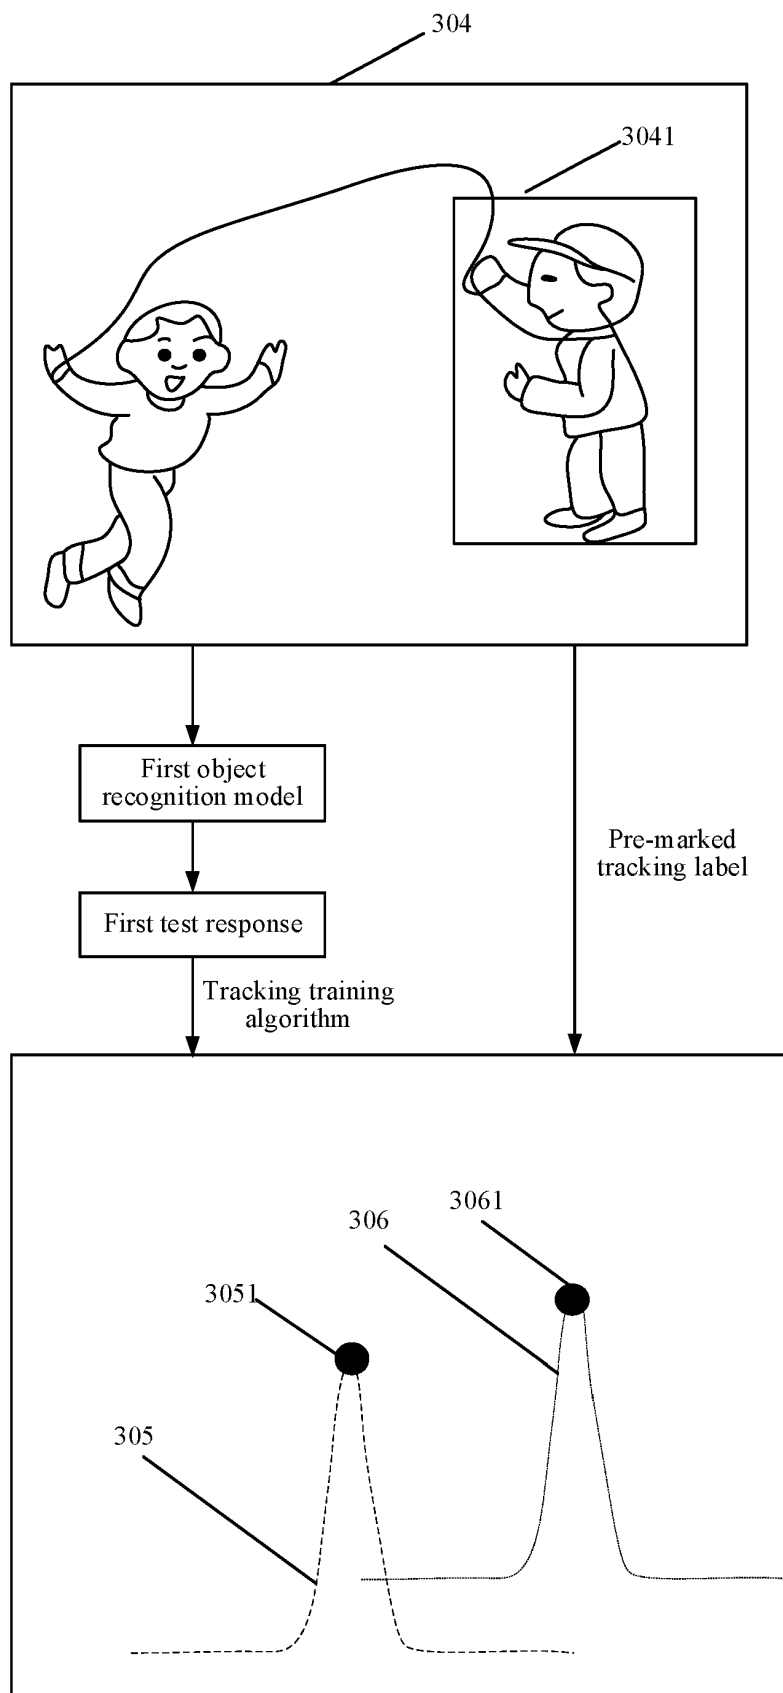 304
3041
First object
recognition model
Pre-marked
tracking label
First test response
Tracking training
algorithm
3061
306
3051
305